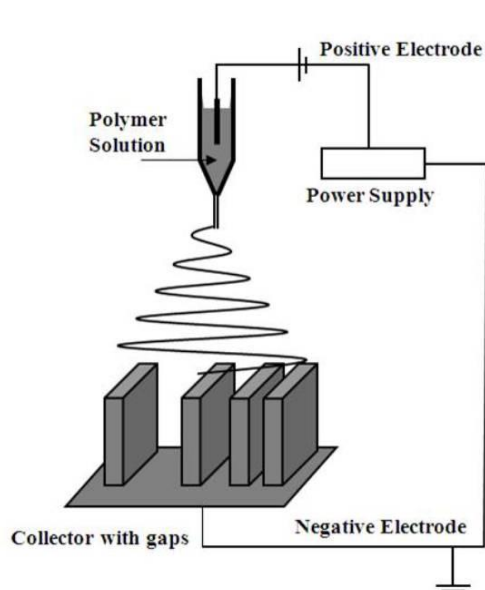 Positive Electrode
Polymer
Solution
Power Supply
Negative Electrode
Collector with gaps